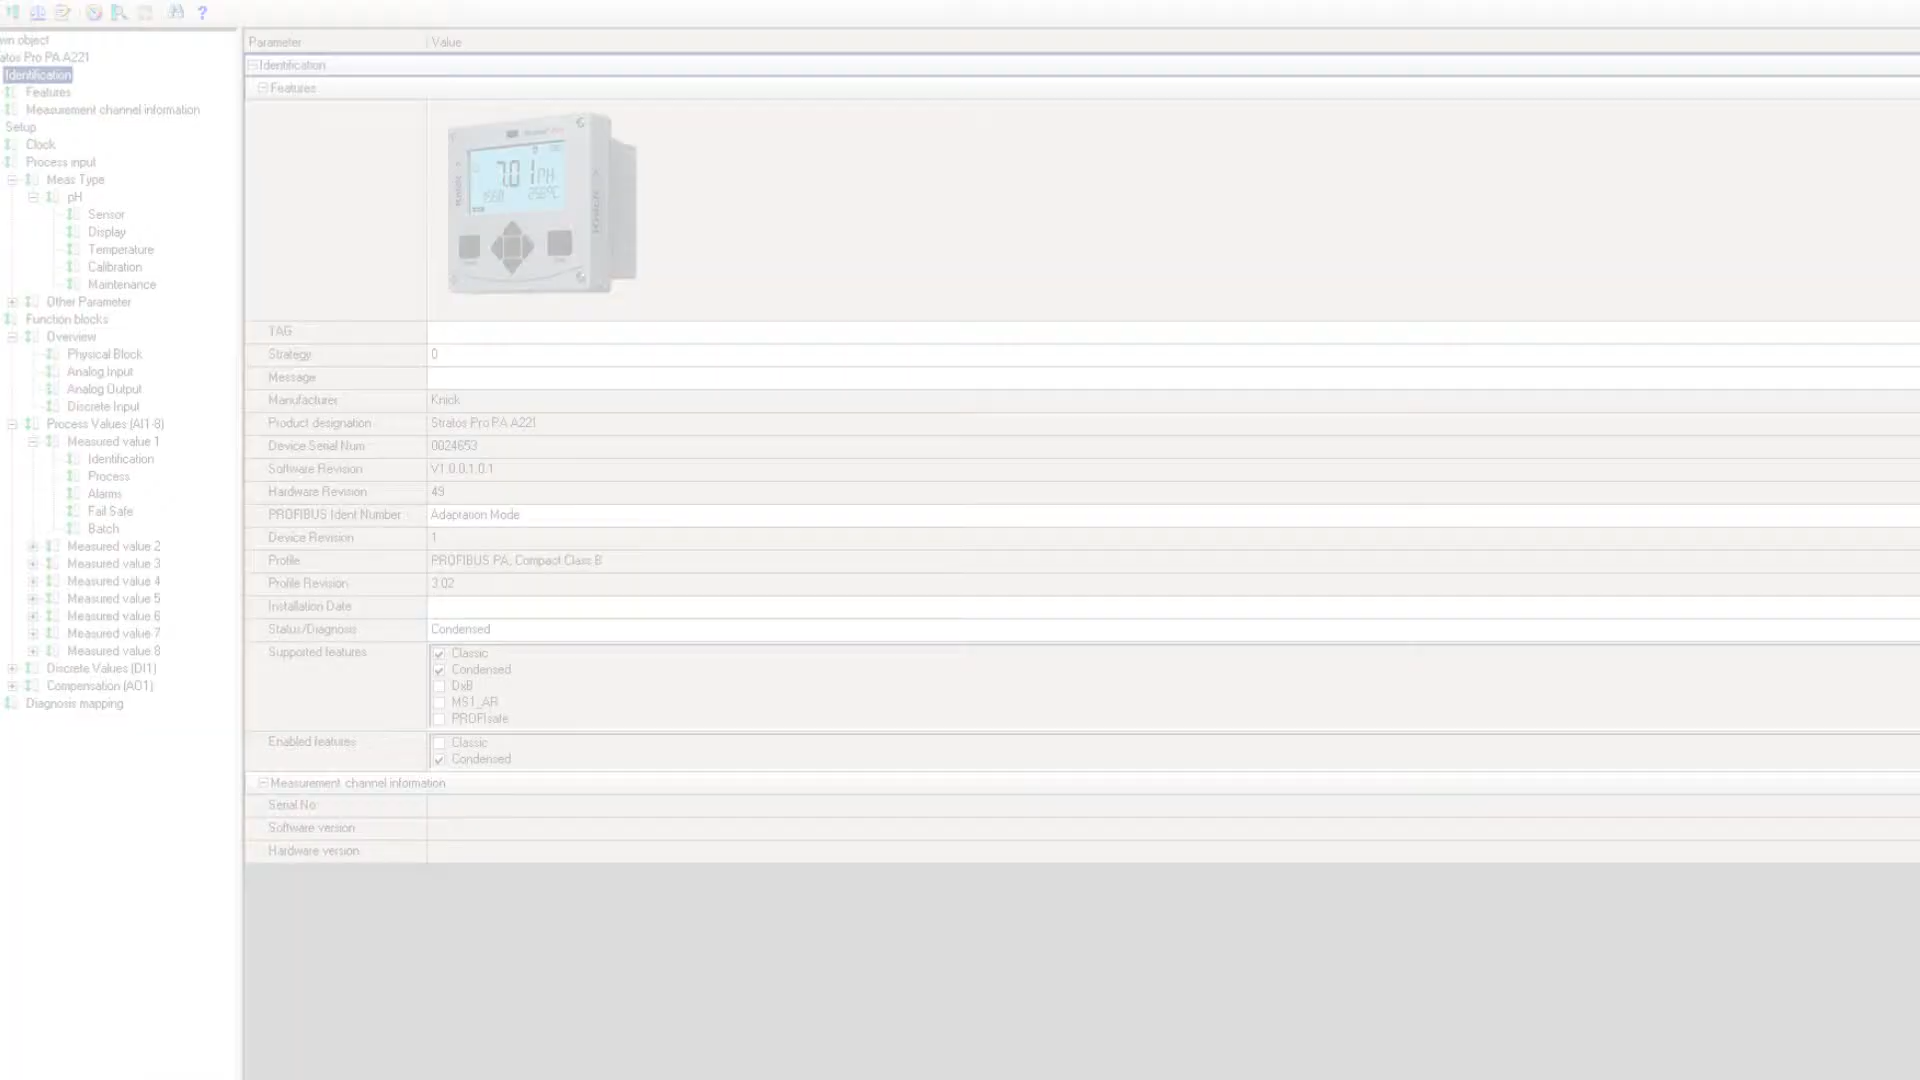 wn object
atos Pro PA A221
Identification
Features
Measurement channel information
Setup
Clock
Process input
Meas Type
pH
Sensor
Display
Temperature
Calibration
Maintenance
Other Parameter
Function blocks
Overview
Physical Block
Analog Input
Analog Output
Discrete Input
Process Values (AI1-8)
Measured value 1
Identification
Process
Alarms
Fail Safe
Batch
Measured value 2
Measured value 3
Measured value 4
Measured value 5
Measured value 6
Measured value 7
Measured value 8
Discrete Values (DI1)
Compensation (AO1)
Diagnosis mapping
Parameter Value
Identification
Features
7.01 PH
TAG
Strategy 0
Message
Manufacturer Knick
Product designation Stratos Pro PA A221
Device Serial Num 0024653
Software Revision V1.0.0.1.0.1
Hardware Revision 49
PROFIBUS Ident Number Adaptation Mode
Device Revision 1
Profile PROFIBUS PA, Compact Class B
Profile Revision 3.02
Installation Date
Status/Diagnosis Condensed
Supported features Classic
Condensed
DxB
MS1_AR
PROFIsafe
Enabled features Classic
Condensed
Measurement channel information
Serial No
Software version
Hardware version